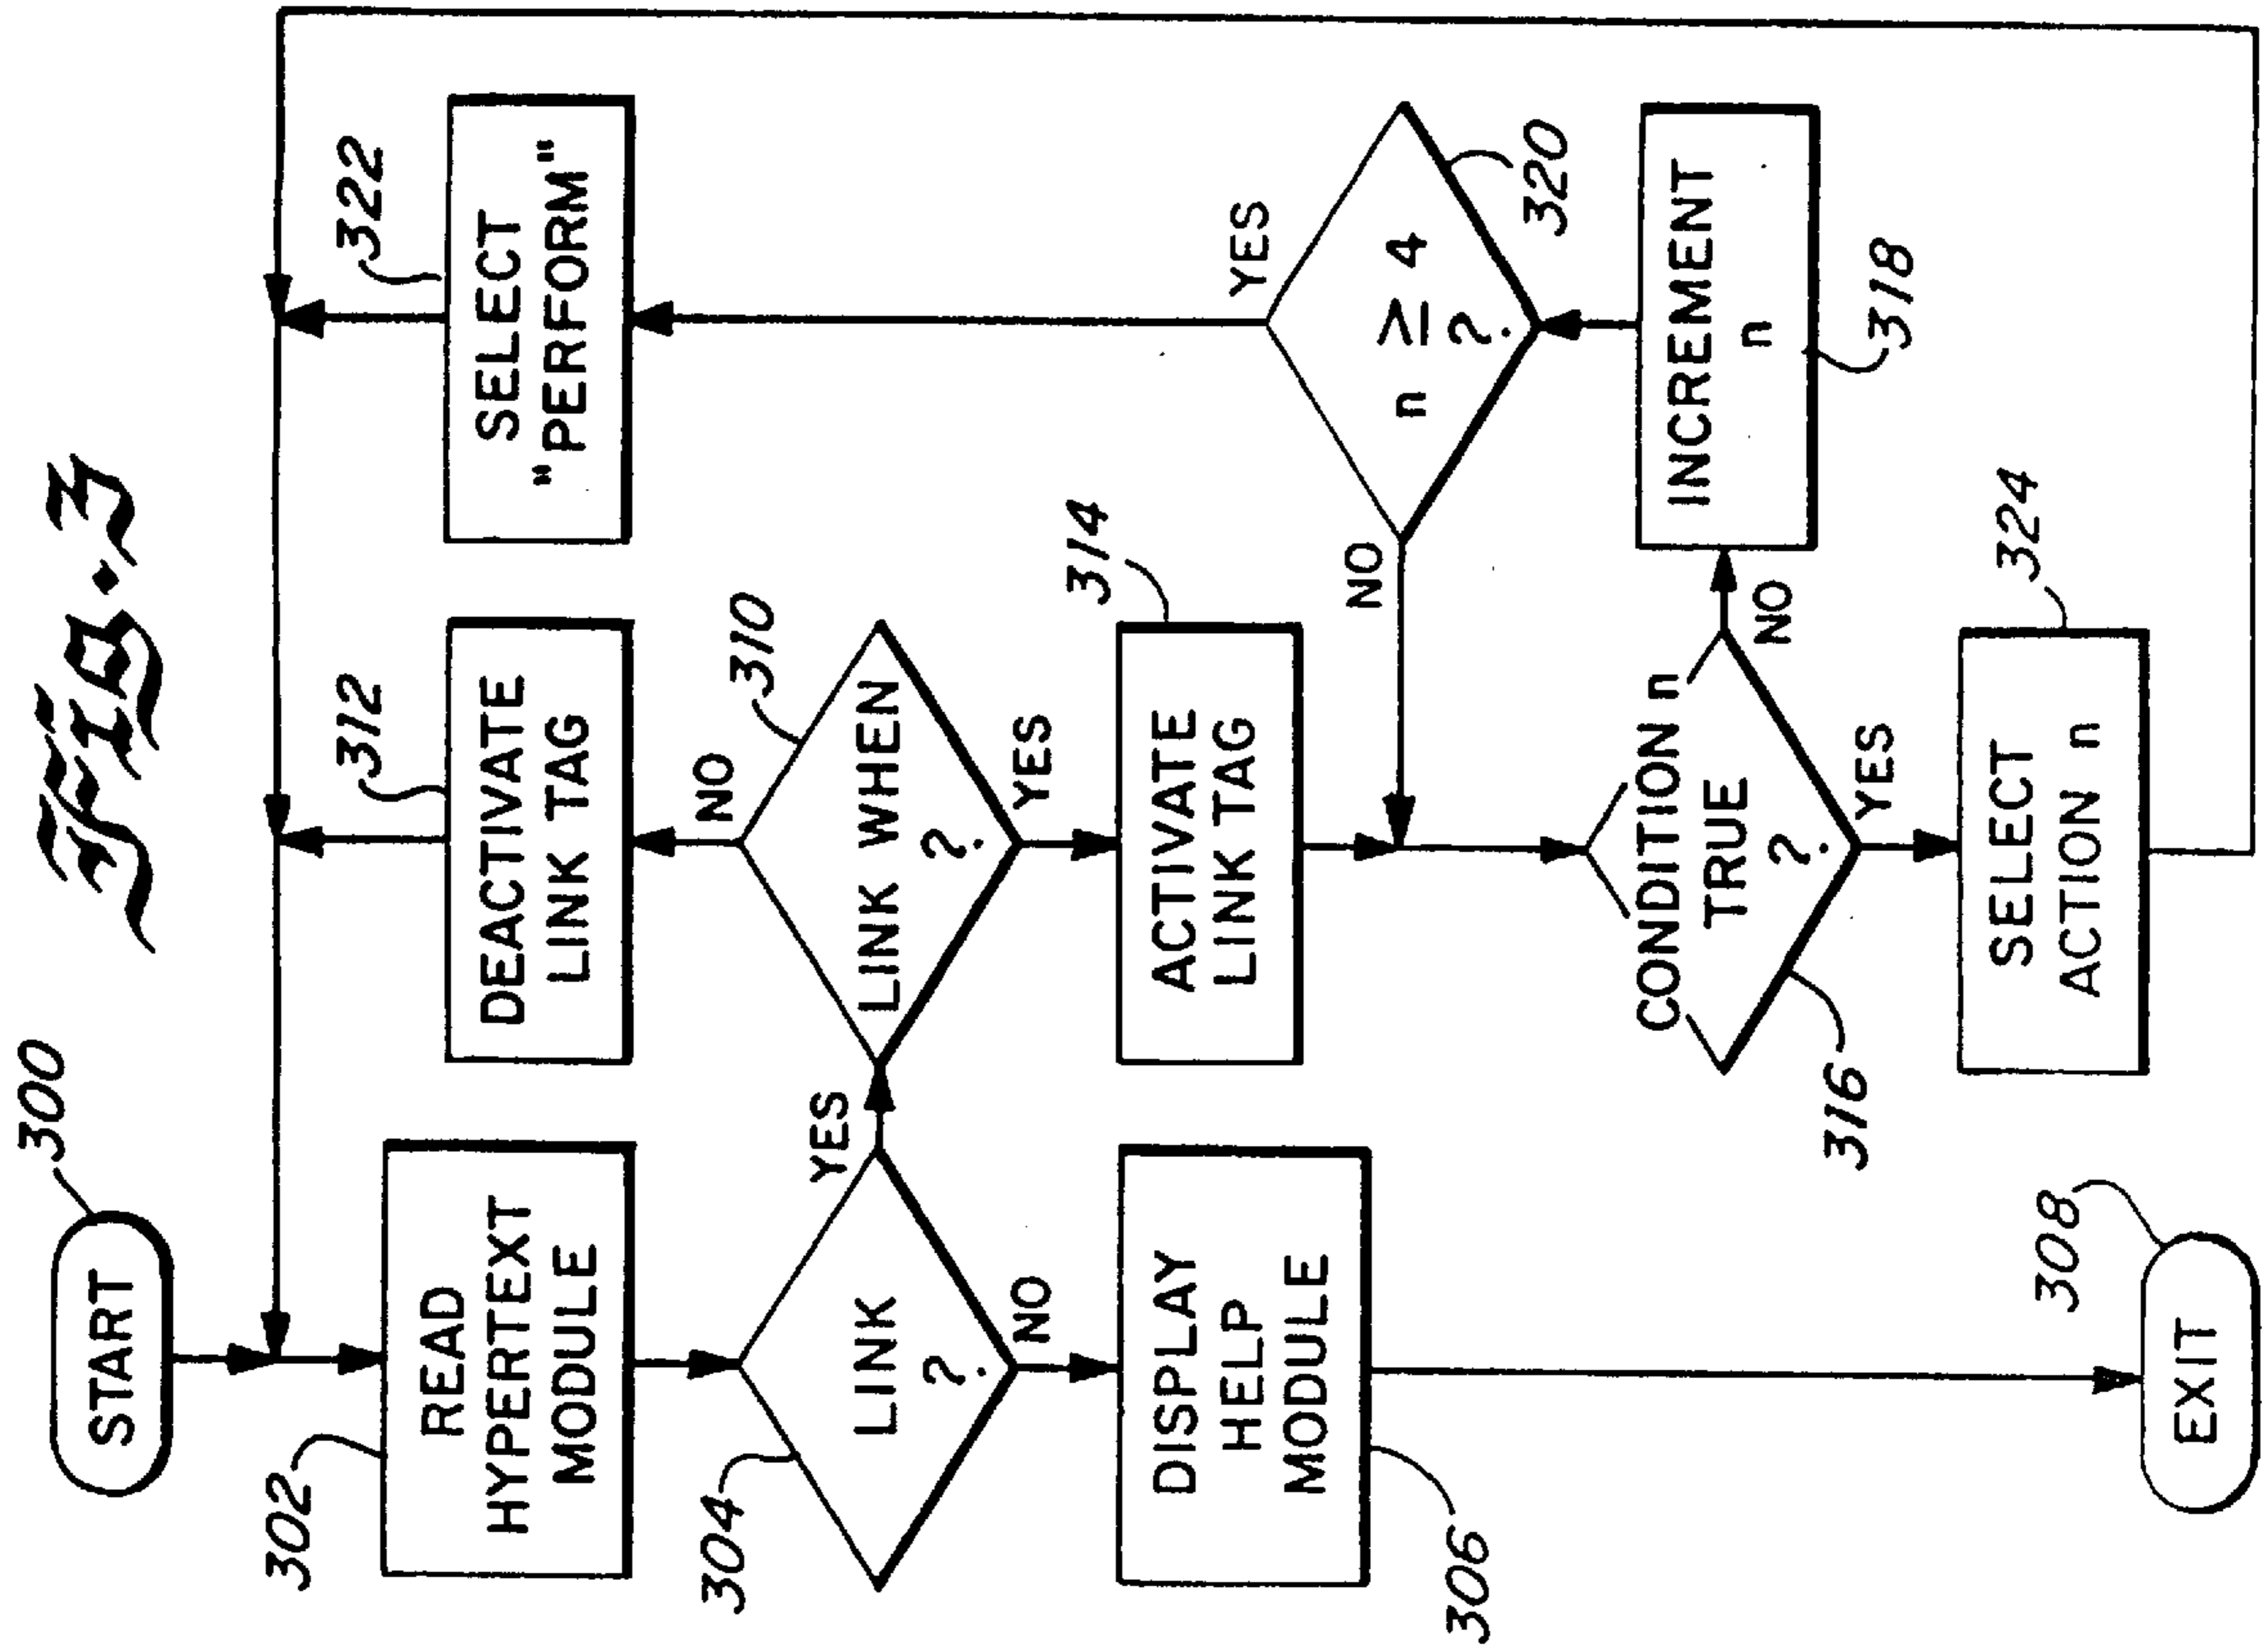 FIG. 3
300
START
302
READ
HYPERTEXT
MODULE
312
DEACTIVATE
LINK TAG
322
SELECT
"PERFORM"
304
LINK
?
YES
NO
310
LINK WHEN
?
NO
YES
306
DISPLAY
HELP
MODULE
314
ACTIVATE
LINK TAG
YES
n ≥ 4
?
NO
320
316
CONDITION n
TRUE
?
NO
YES
INCREMENT
n
318
324
SELECT
ACTION n
308
EXIT